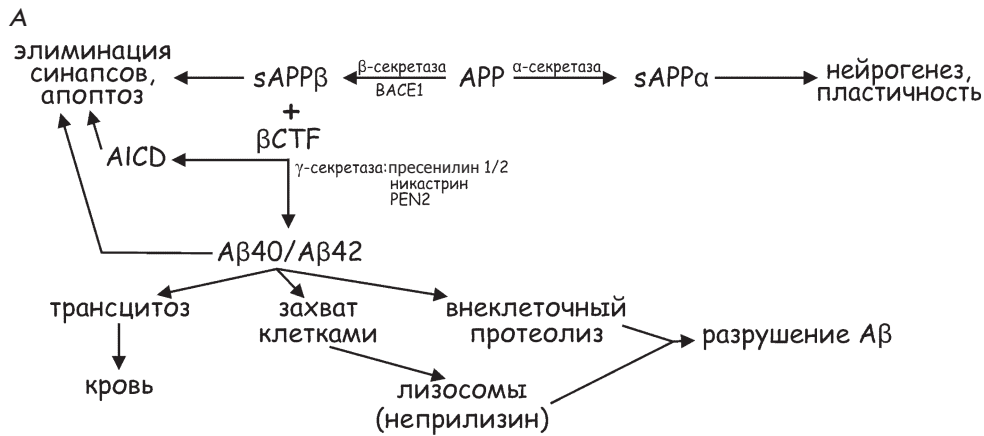 А
элиминация
синапсов,
апоптоз
sAPPβ
β-секретаза
BACE1
APP
α-секретаза
sAPPα
нейрогенез,
пластичность
+
βCTF
AICD
γ-секретаза:пресенилин 1/2
никастрин
PEN2
Aβ40/Aβ42
трансцитоз
захват
клетками
внеклеточный
протеолиз
разрушение Aβ
кровь
лизосомы
(неприлизин)